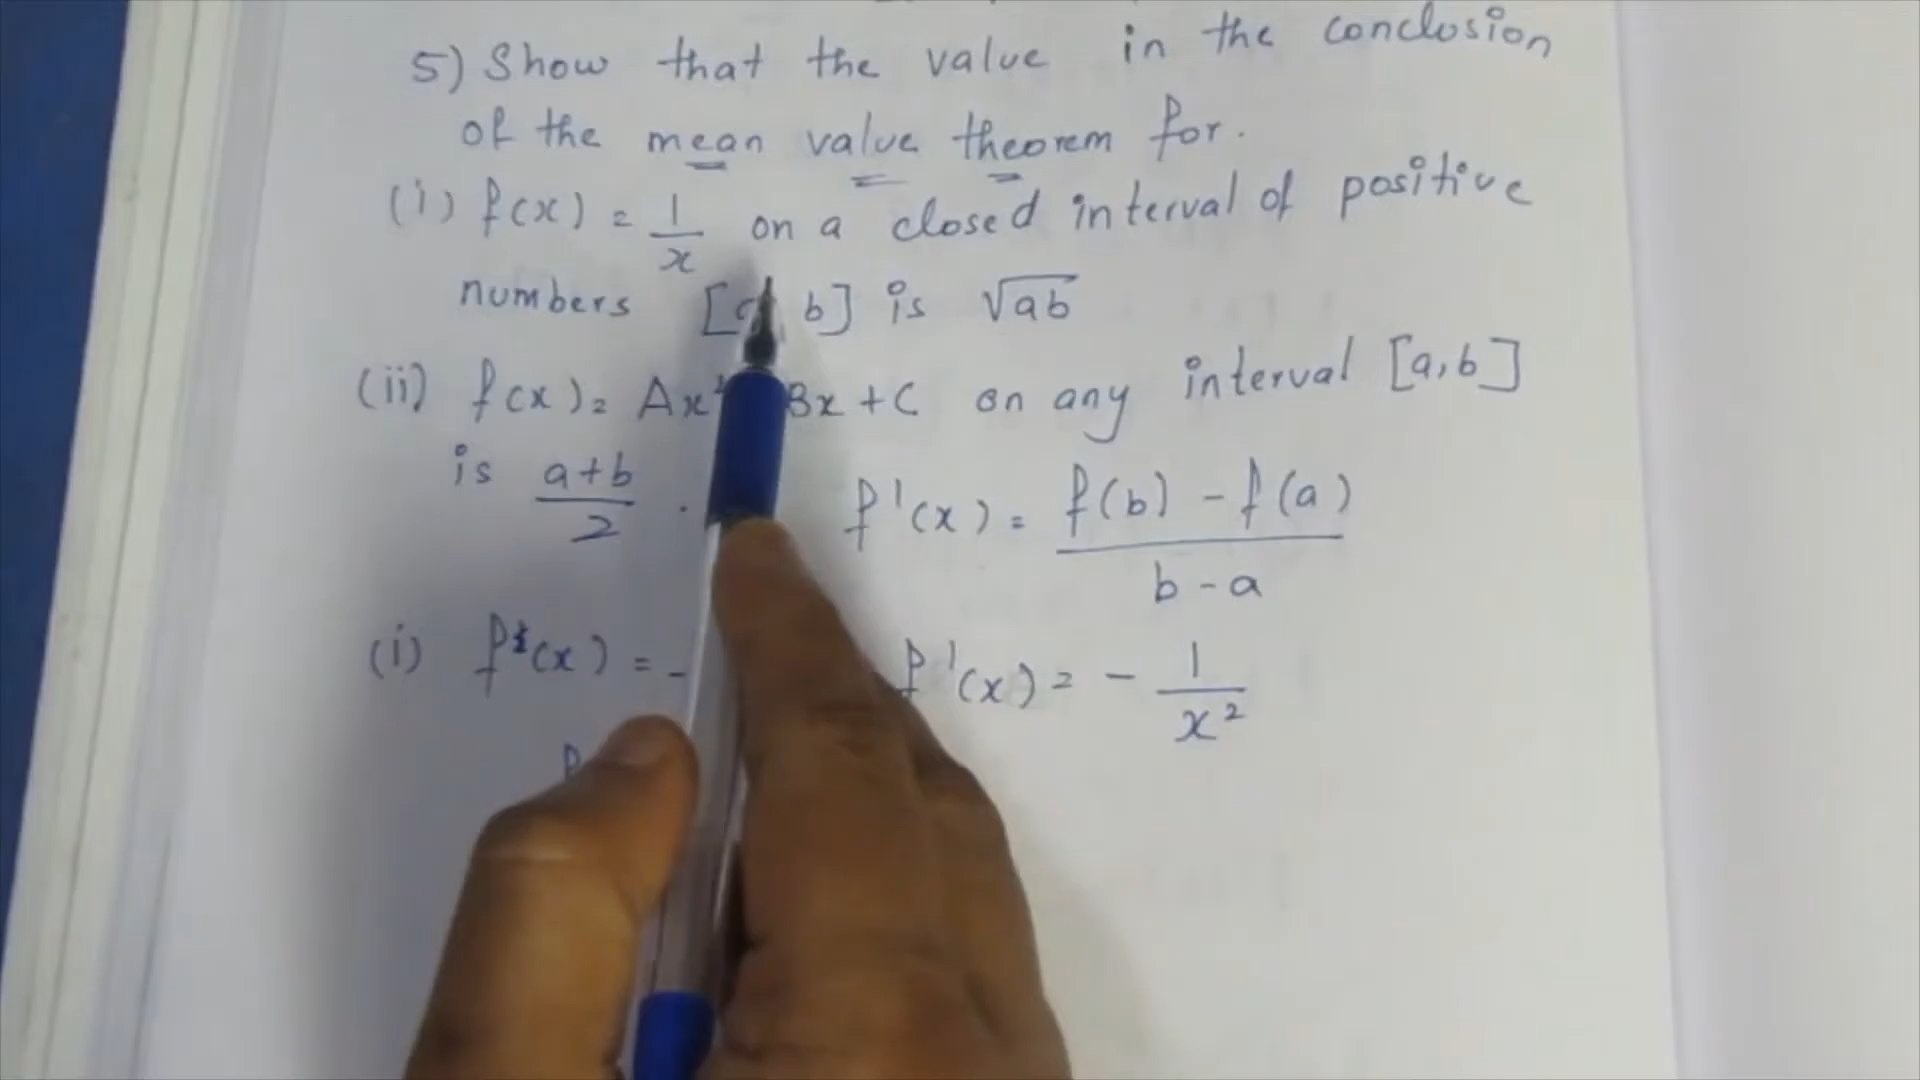 5) Show that the value in the conclusion
of the mean value theorem for.
(i) f(x) = 1/x on a closed interval of positive
numbers [a, b] is √ab
(ii) f(x) = Ax² Bx + C on any interval [a,b]
is a+b/2 . f'(x) = f(b) - f(a) / b - a
(i) f'(x) = - f'(x) = - 1/x²